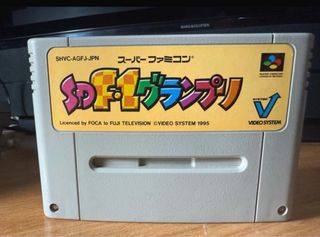 SHVC-AGFJ-JPN
スーパーファミコン
SDF-1グランプリ
Licenced by FOCA to FUJI TELEVISION ©VIDEO SYSTEM 1995
VIDEO SYSTEM